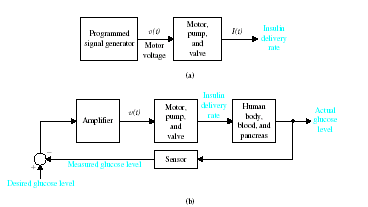 Programmed
signal generator
v(t)
Motor
voltage
Motor,
pump,
and
valve
I(t)
Insulin
delivery
rate
(a)
Amplifier
v(t)
Motor,
pump,
and
valve
Insulin
delivery
rate
Human
body,
blood, and
pancreas
Actual
glucose
level
Sensor
−
+
Measured glucose level
Desired glucose level
(b)